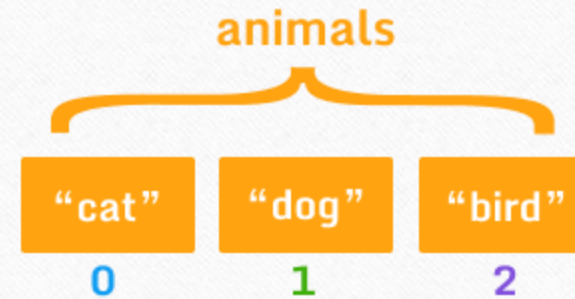 animals
“cat” “dog” “bird”
0 1 2